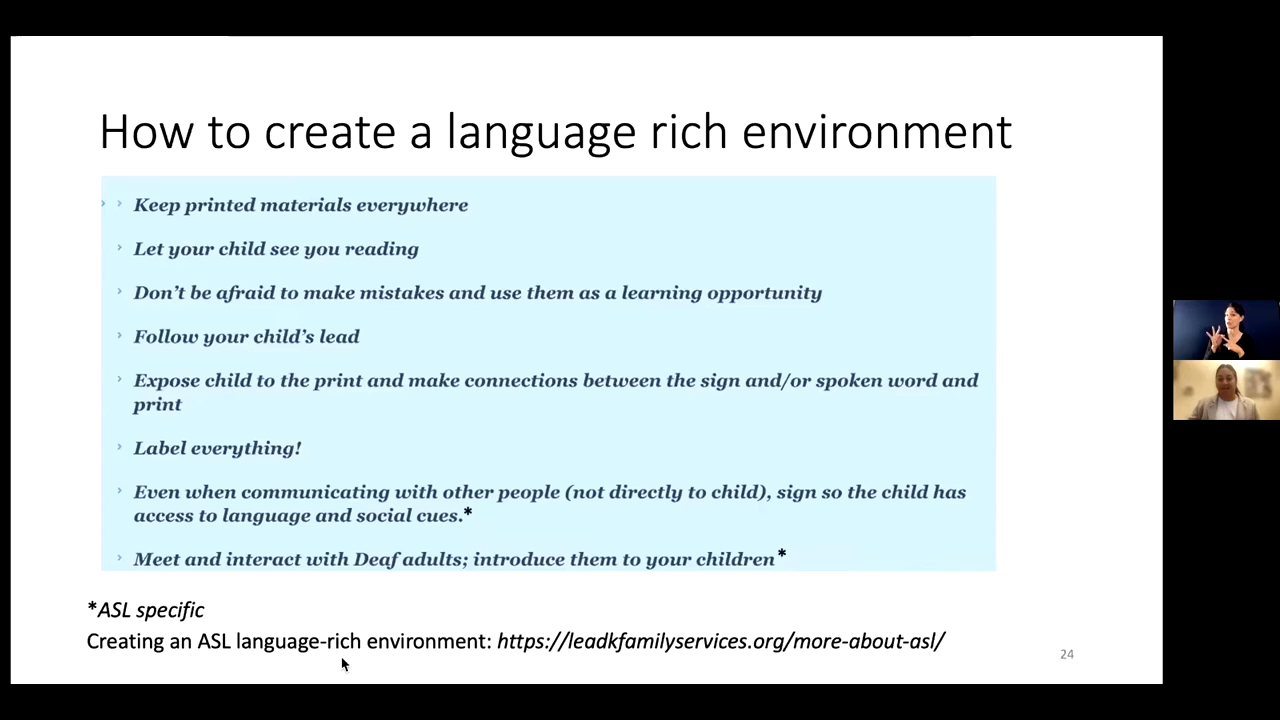 How to create a language rich environment
› › Keep printed materials everywhere
› Let your child see you reading
› Don’t be afraid to make mistakes and use them as a learning opportunity
› Follow your child’s lead
› Expose child to the print and make connections between the sign and/or spoken word and
print
› Label everything!
› Even when communicating with other people (not directly to child), sign so the child has
access to language and social cues.*
› Meet and interact with Deaf adults; introduce them to your children*
*ASL specific
Creating an ASL language-rich environment: https://leadkfamilyservices.org/more-about-asl/
24